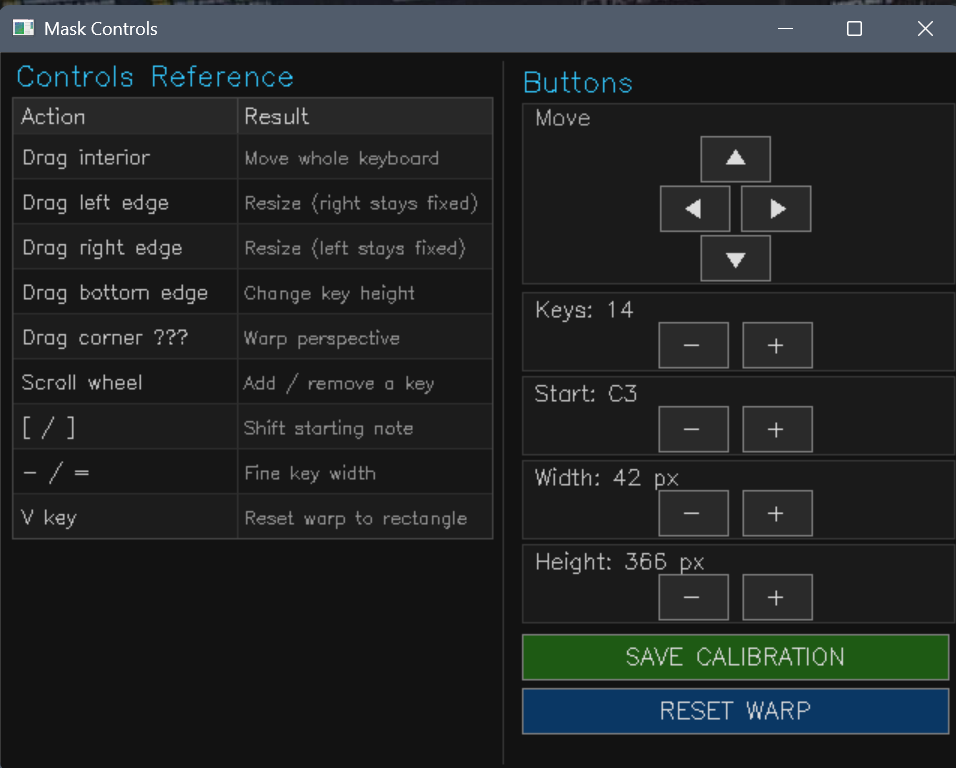 Mask Controls
Controls Reference
Action Result
Drag interior Move whole keyboard
Drag left edge Resize (right stays fixed)
Drag right edge Resize (left stays fixed)
Drag bottom edge Change key height
Drag corner ??? Warp perspective
Scroll wheel Add / remove a key
[ / ] Shift starting note
- / = Fine key width
V key Reset warp to rectangle
Buttons
Move
▲
◀ ▶
▼
Keys: 14
- +
Start: C3
- +
Width: 42 px
- +
Height: 366 px
- +
SAVE CALIBRATION
RESET WARP